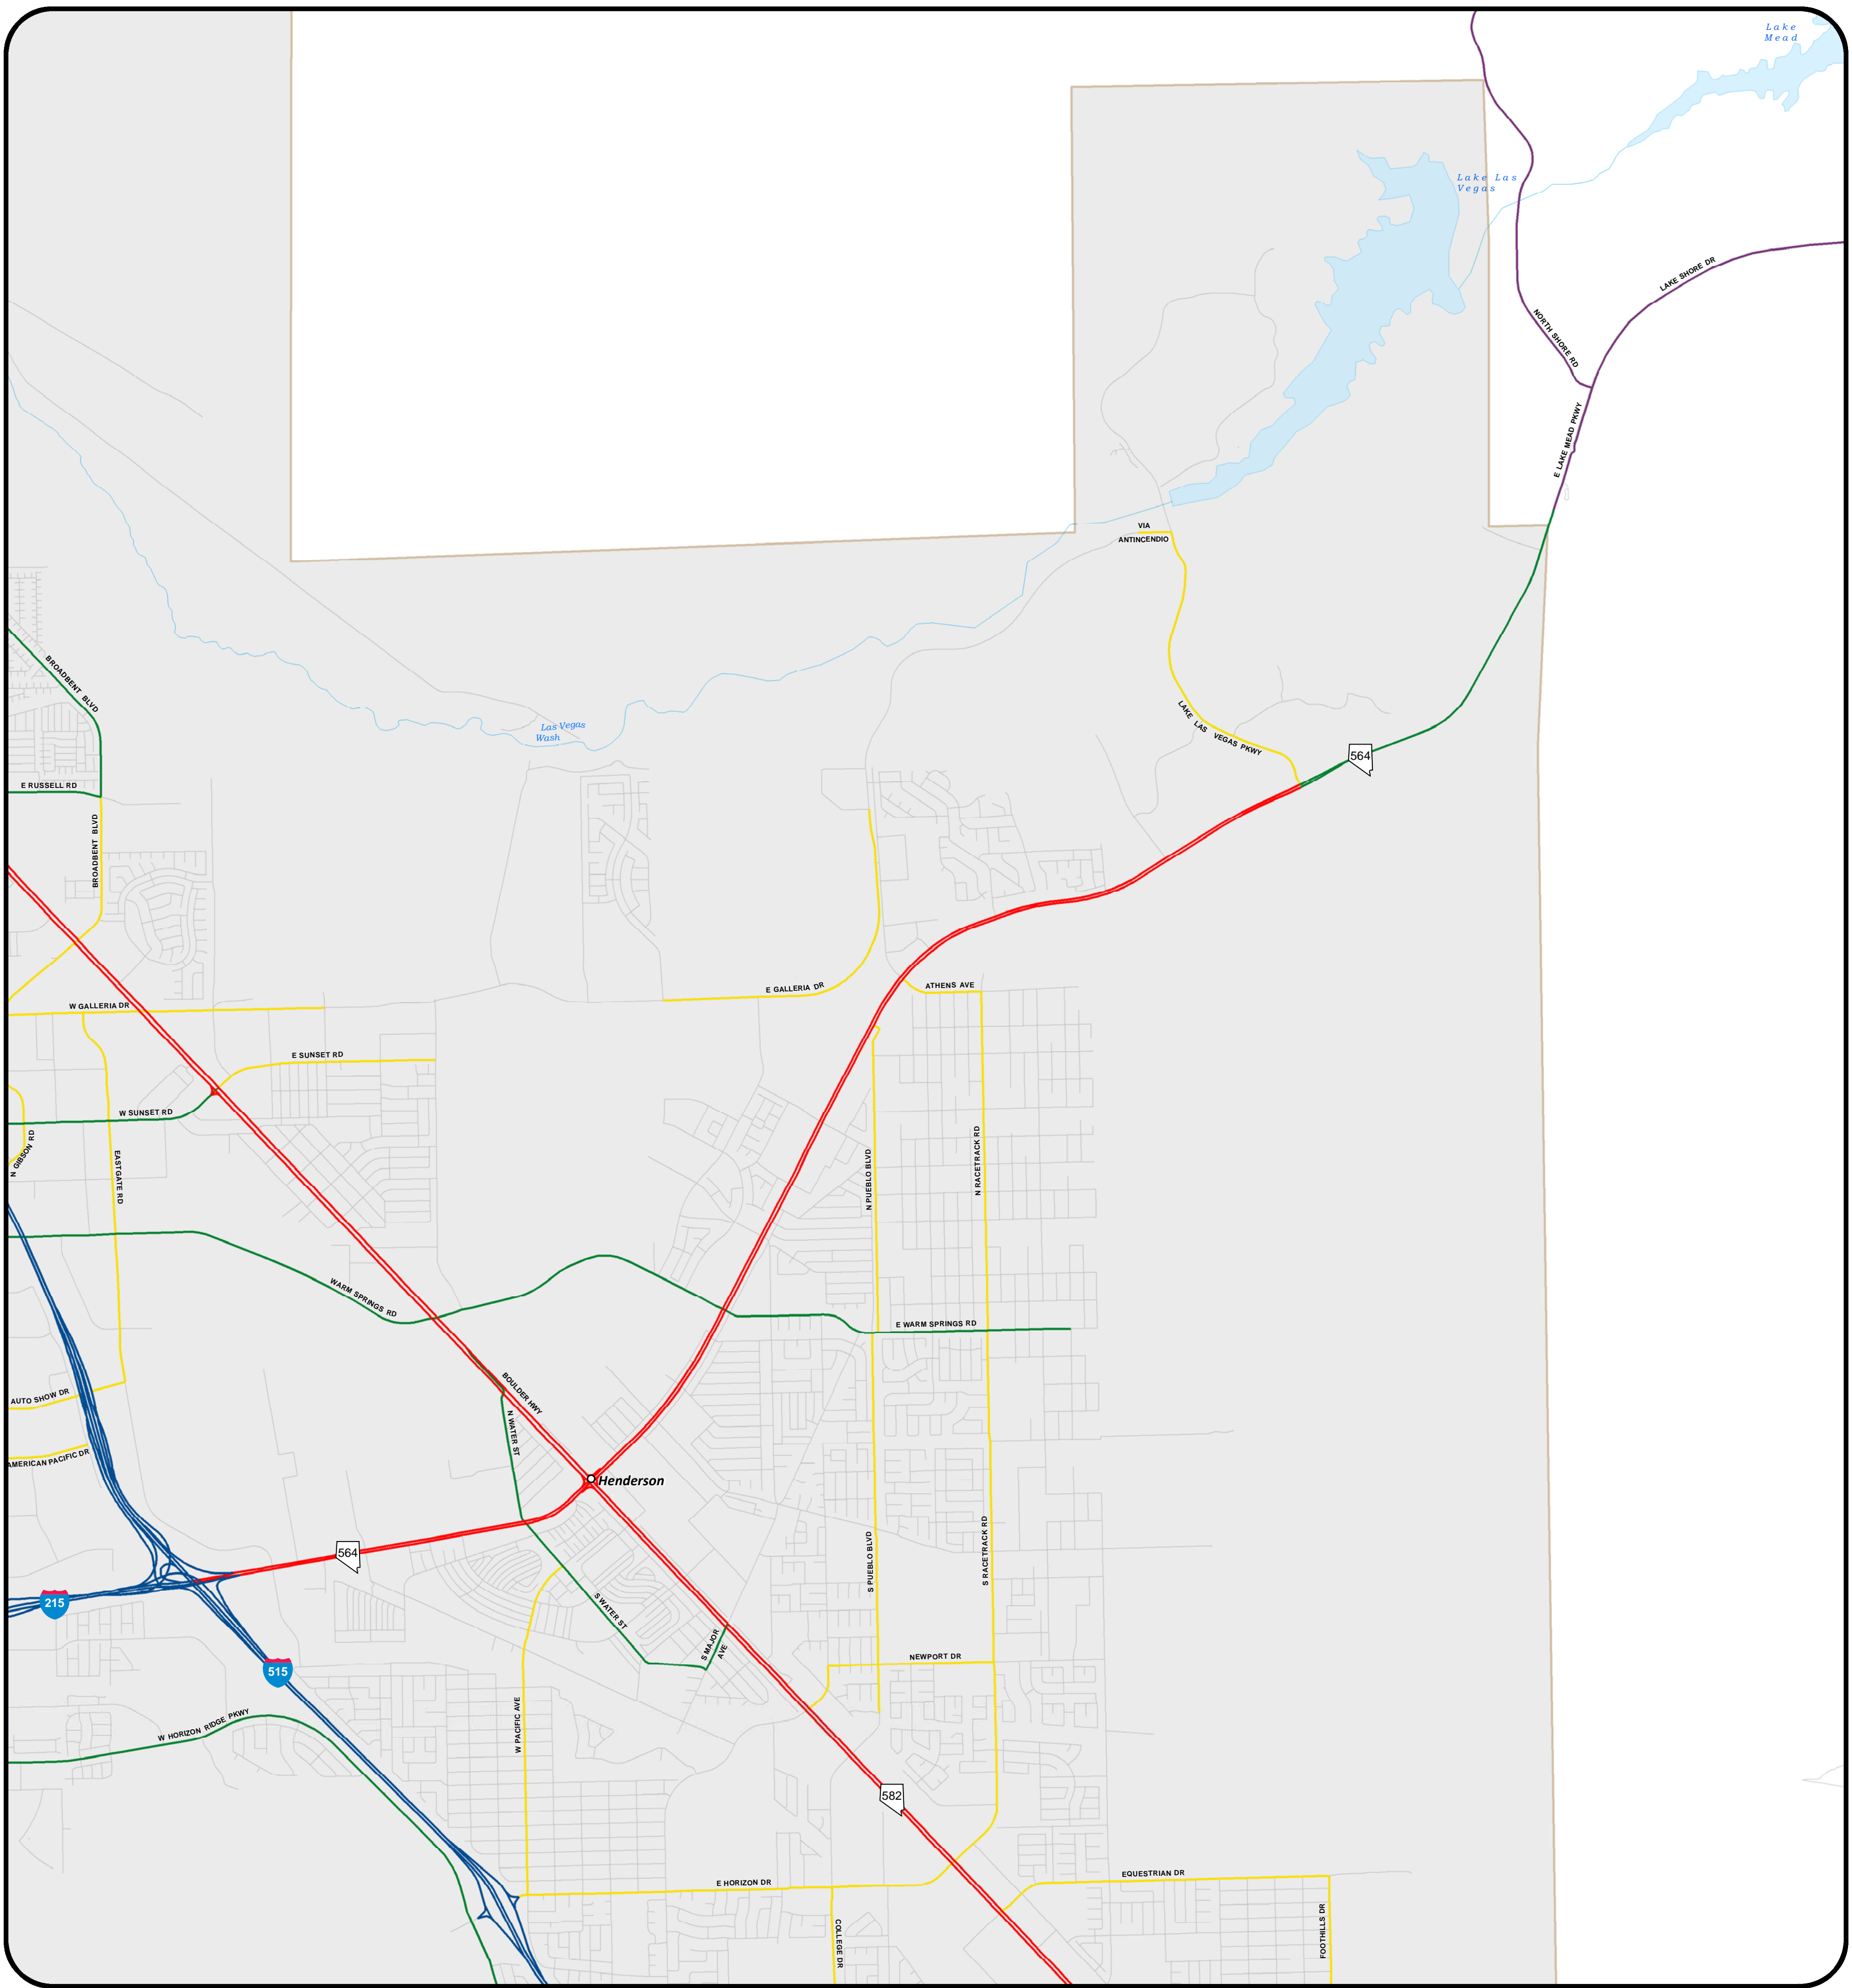 Lake
Mead
Lake Las
Vegas
LAKE SHORE DR
NORTH SHORE RD
E LAKE MEAD PKWY
VIA
ANTINCENDIO
BROADBENT BLVD
LAKE LAS VEGAS PKWY
Las Vegas
Wash
564
E RUSSELL RD
BROADBENT BLVD
E GALLERIA DR
ATHENS AVE
W GALLERIA DR
E SUNSET RD
W SUNSET RD
N GIBSON RD
EASTGATE RD
N PUEBLO BLVD
N RACETRACK RD
WARM SPRINGS RD
E WARM SPRINGS RD
AUTO SHOW DR
BOULDER HWY
N WATER ST
AMERICAN PACIFIC DR
Henderson
564
S PUEBLO BLVD
S RACETRACK RD
215
S WATER ST
S MAJOR
AVE
515
NEWPORT DR
W PACIFIC AVE
W HORIZON RIDGE PKWY
582
E HORIZON DR
EQUESTRIAN DR
COLLEGE DR
FOOTHILLS DR